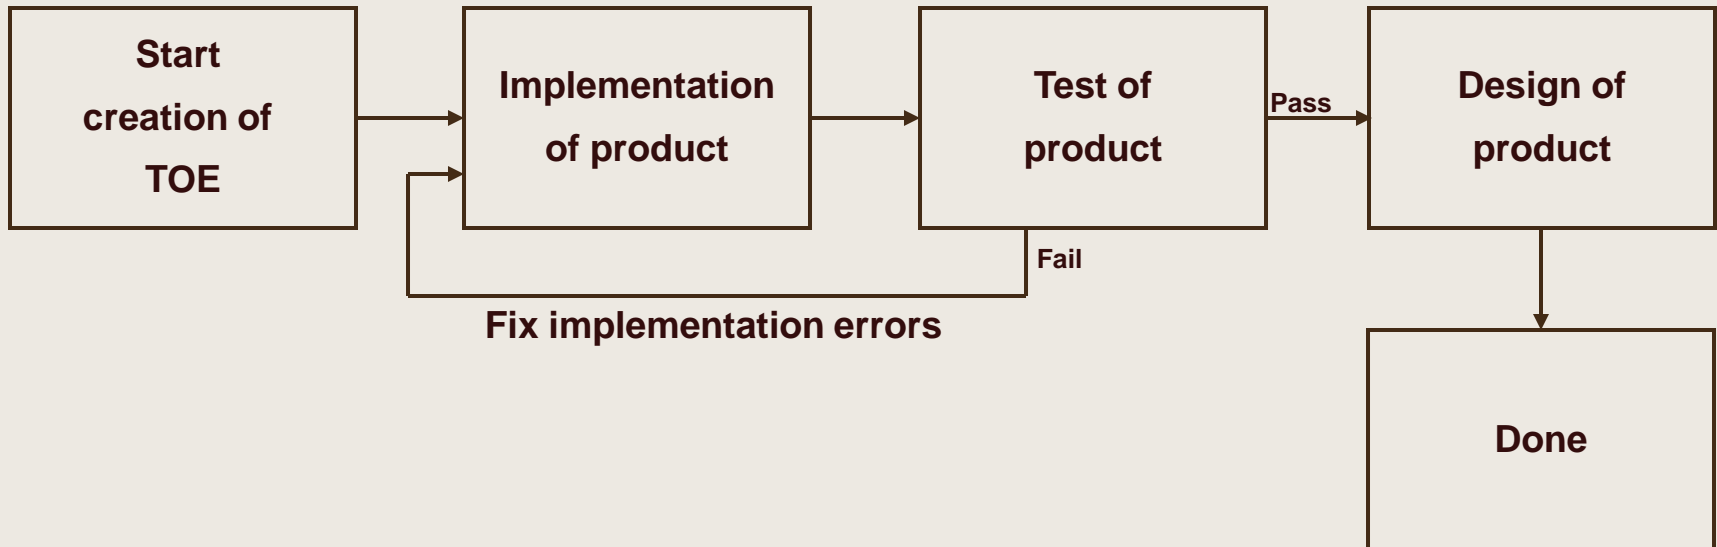 Start
creation of
TOE
Implementation
of product
Test of
product
Pass
Design of
product
Fail
Fix implementation errors
Done